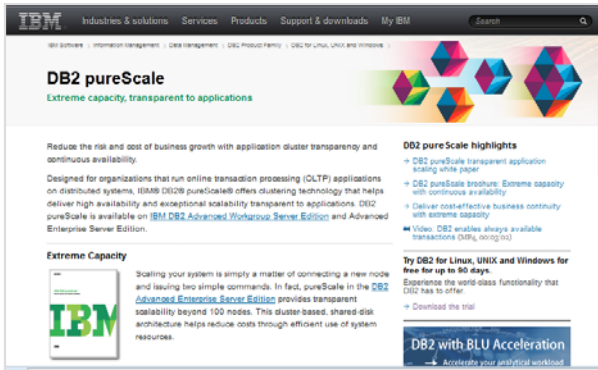 IBM Industries & solutions Services Products Support & downloads My IBM Search
IBM Software Information Management Data Management DB2 Product Family DB2 for Linux, UNIX and Windows
DB2 pureScale
Extreme capacity, transparent to applications
Reduce the risk and cost of business growth with application cluster transparency and
continuous availability.
Designed for organizations that run online transaction processing (OLTP) applications
on distributed systems, IBM® DB2® pureScale® offers clustering technology that helps
deliver high availability and exceptional scalability transparent to applications. DB2
pureScale is available on IBM DB2 Advanced Workgroup Server Edition and Advanced
Enterprise Server Edition.
Extreme Capacity
IBM
Scaling your system is simply a matter of connecting a new node
and issuing two simple commands. In fact, pureScale in the DB2
Advanced Enterprise Server Edition provides transparent
scalability beyond 100 nodes. This cluster-based, shared-disk
architecture helps reduce costs through efficient use of system
resources.
DB2 pureScale highlights
→ DB2 pureScale transparent application
scaling white paper
→ DB2 pureScale brochure: Extreme capacity
with continuous availability
→ Deliver cost-effective business continuity
with extreme capacity
Video: DB2 enables always available
transactions (MP4, 00:03:02)
Try DB2 for Linux, UNIX and Windows for
free for up to 90 days.
Experience the world-class functionality that
DB2 has to offer.
→ Download the trial
DB2 with BLU Acceleration
→ Accelerate your analytical workload